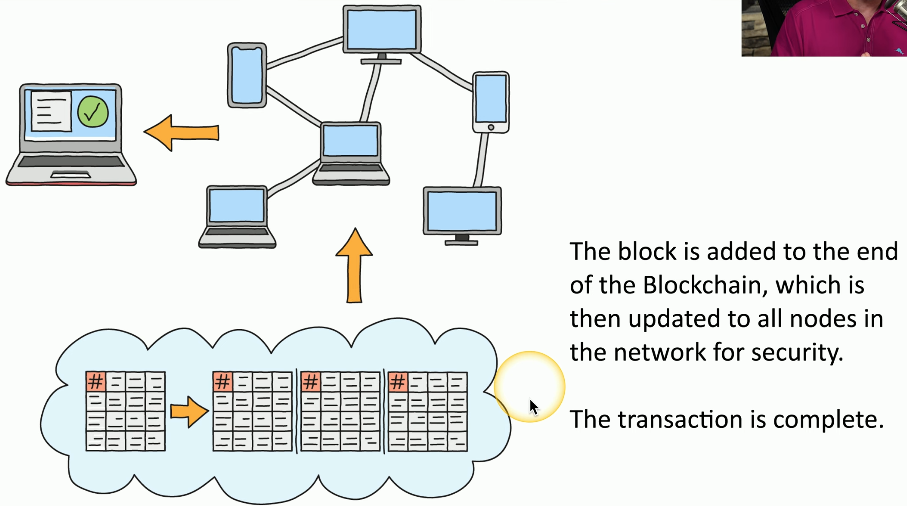 #
#
#
#
The block is added to the end
of the Blockchain, which is
then updated to all nodes in
the network for security.
The transaction is complete.